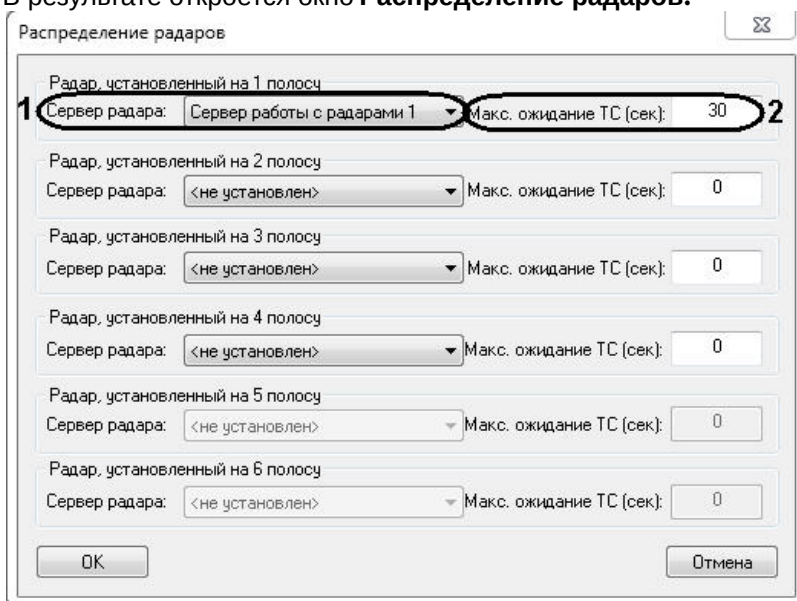 В результате откроется окно Распределение радаров.
Распределение радаров
Радар, установленный на 1 полосу
1 Сервер радара: Сервер работы с радарами 1 Макс. ожидание ТС (сек): 30 2
Радар, установленный на 2 полосу
Сервер радара: <не установлен> Макс. ожидание ТС (сек): 0
Радар, установленный на 3 полосу
Сервер радара: <не установлен> Макс. ожидание ТС (сек): 0
Радар, установленный на 4 полосу
Сервер радара: <не установлен> Макс. ожидание ТС (сек): 0
Радар, установленный на 5 полосу
Сервер радара: <не установлен> Макс. ожидание ТС (сек): 0
Радар, установленный на 6 полосу
Сервер радара: <не установлен> Макс. ожидание ТС (сек): 0
OK Отмена